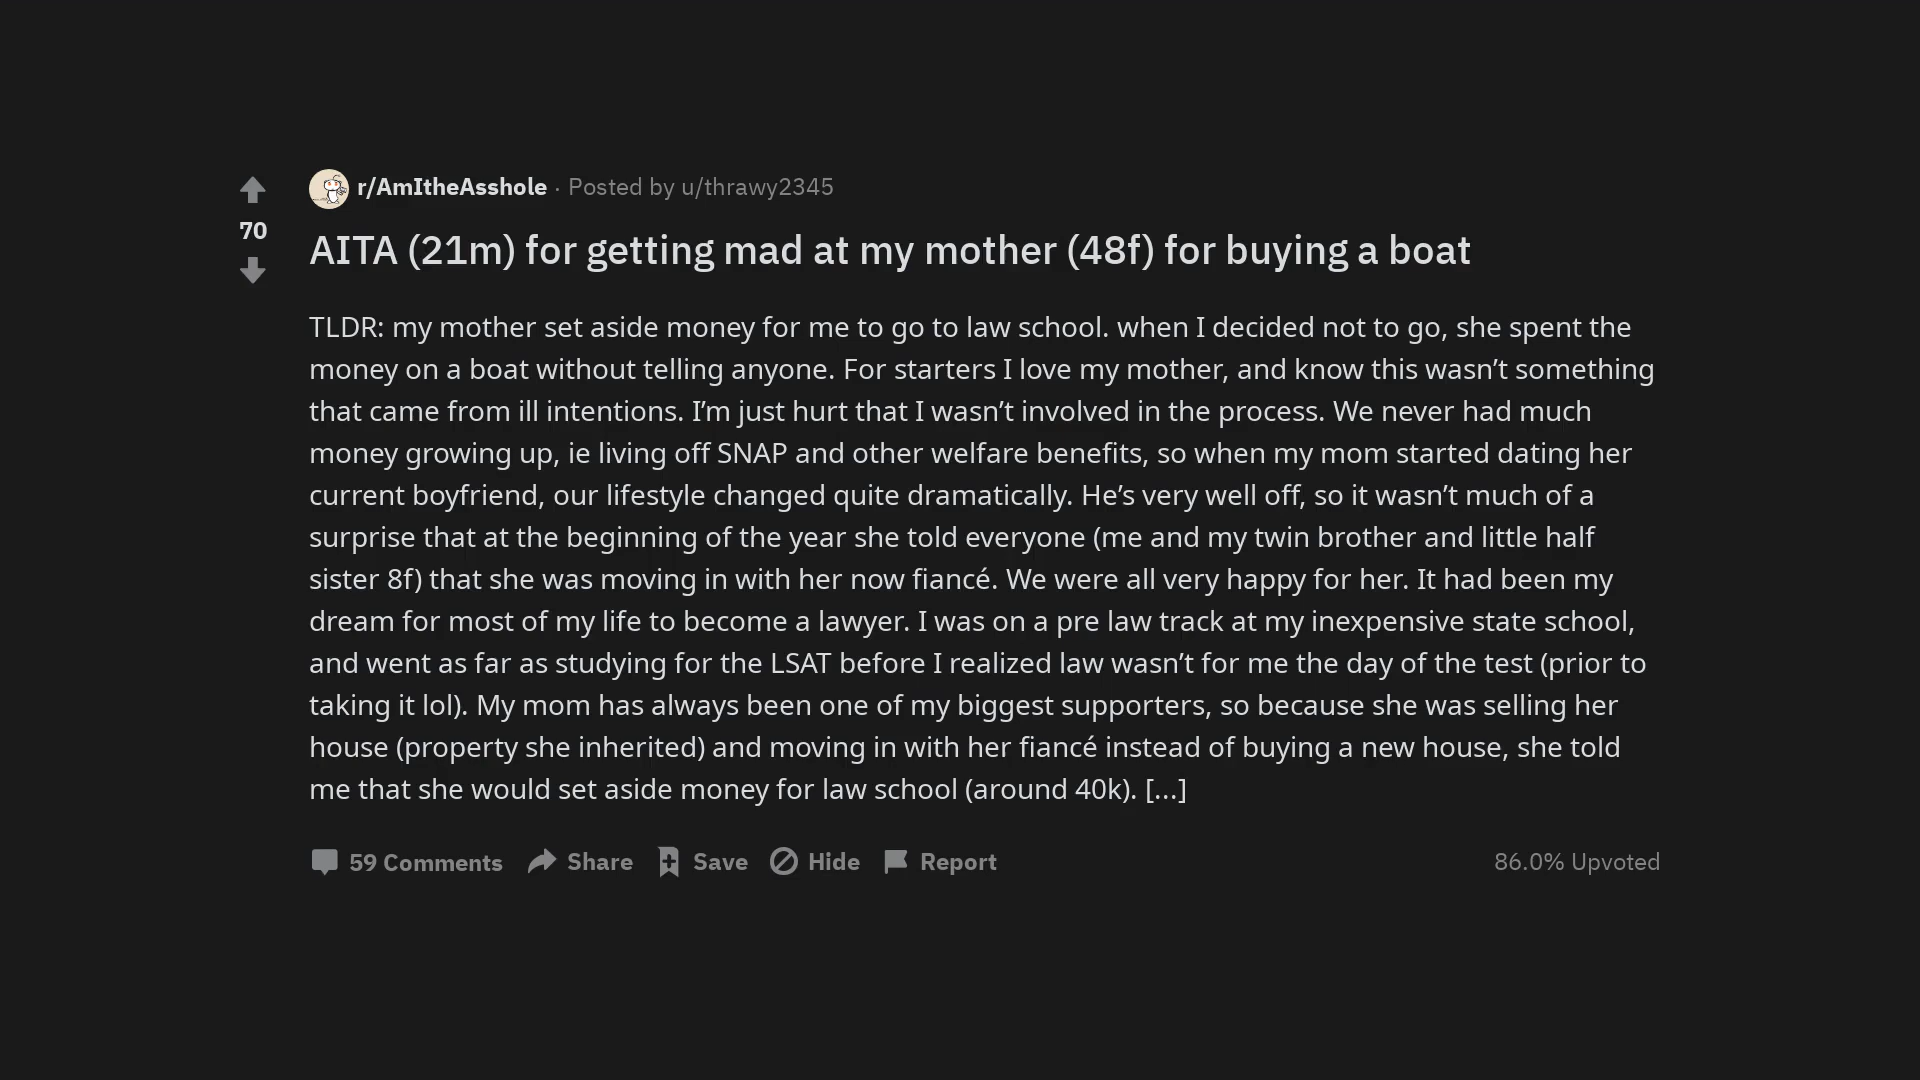 r/AmItheAsshole · Posted by u/thrawy2345
70
AITA (21m) for getting mad at my mother (48f) for buying a boat
TLDR: my mother set aside money for me to go to law school. when I decided not to go, she spent the
money on a boat without telling anyone. For starters I love my mother, and know this wasn’t something
that came from ill intentions. I’m just hurt that I wasn’t involved in the process. We never had much
money growing up, ie living off SNAP and other welfare benefits, so when my mom started dating her
current boyfriend, our lifestyle changed quite dramatically. He’s very well off, so it wasn’t much of a
surprise that at the beginning of the year she told everyone (me and my twin brother and little half
sister 8f) that she was moving in with her now fiancé. We were all very happy for her. It had been my
dream for most of my life to become a lawyer. I was on a pre law track at my inexpensive state school,
and went as far as studying for the LSAT before I realized law wasn’t for me the day of the test (prior to
taking it lol). My mom has always been one of my biggest supporters, so because she was selling her
house (property she inherited) and moving in with her fiancé instead of buying a new house, she told
me that she would set aside money for law school (around 40k). [...]
59 Comments Share Save Hide Report 86.0% Upvoted